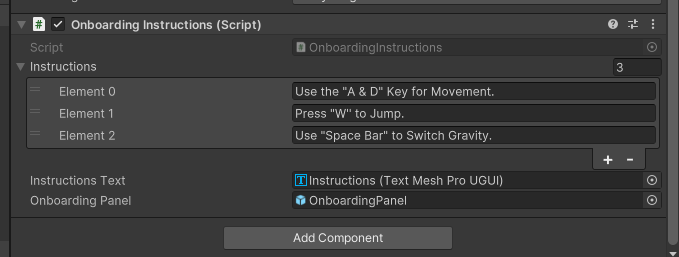 Onboarding Instructions (Script)
Script OnboardingInstructions
Instructions 3
Element 0 Use the "A & D" Key for Movement.
Element 1 Press "W" to Jump.
Element 2 Use "Space Bar" to Switch Gravity.
+ -
Instructions Text Instructions (Text Mesh Pro UGUI)
Onboarding Panel OnboardingPanel
Add Component